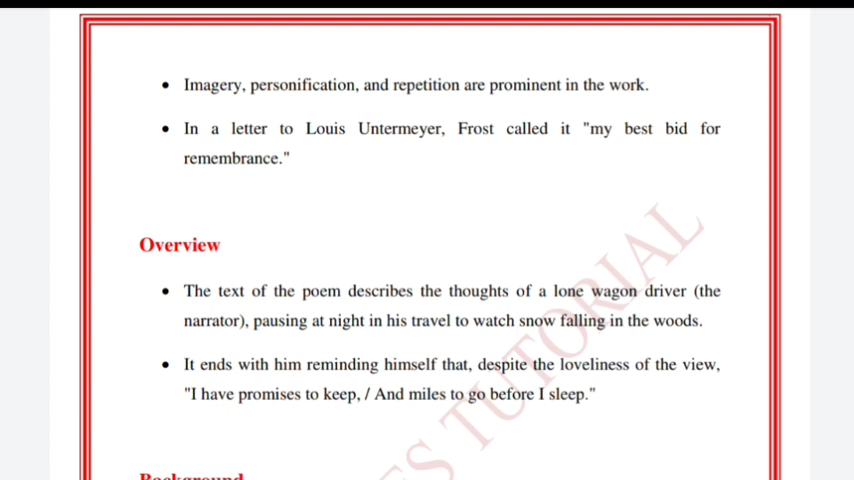 • Imagery, personification, and repetition are prominent in the work.
• In a letter to Louis Untermeyer, Frost called it "my best bid for
remembrance."
Overview
• The text of the poem describes the thoughts of a lone wagon driver (the
narrator), pausing at night in his travel to watch snow falling in the woods.
• It ends with him reminding himself that, despite the loveliness of the view,
"I have promises to keep, / And miles to go before I sleep."
ES TUTORIAL
Background